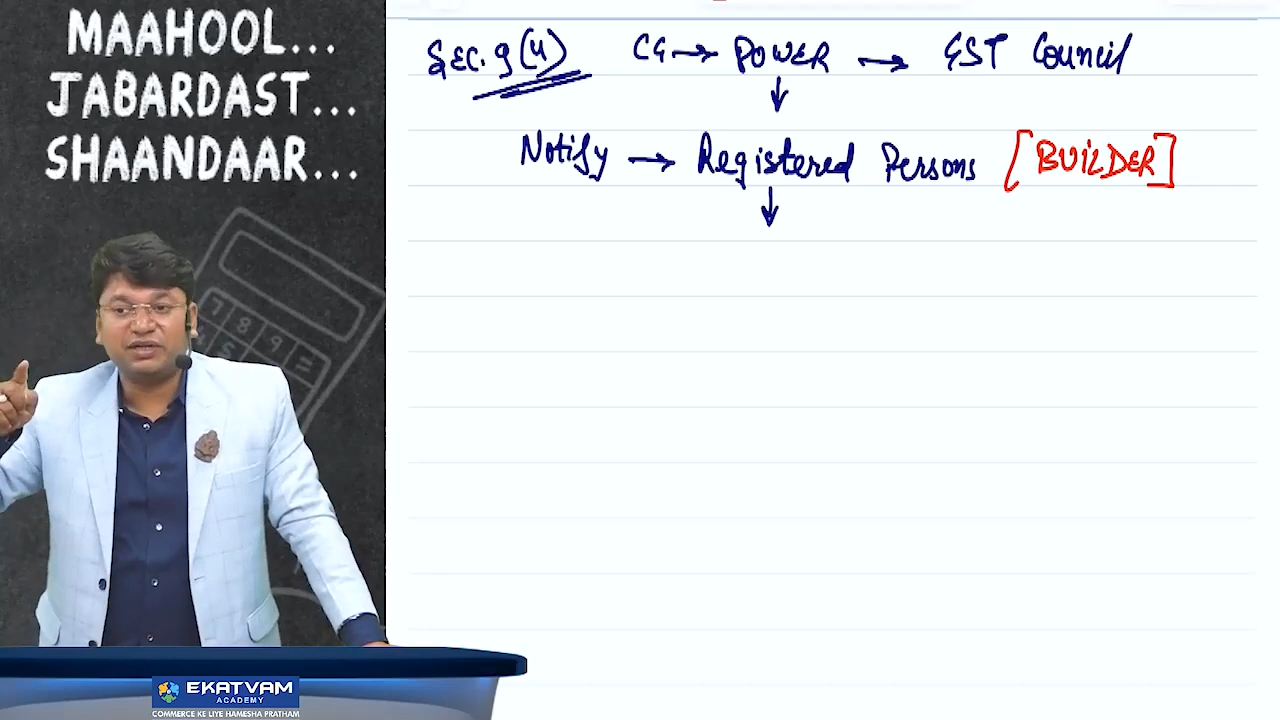 MAAHOOL...
JABARDAST...
SHAANDAAR...
SEC. 9(4) CG → POWER → GST Council
↓
Notify → Registered Persons [BUILDER]
↓
EKATVAM
ACADEMY
COMMERCE KE LIYE HAMESHA PRATHAM